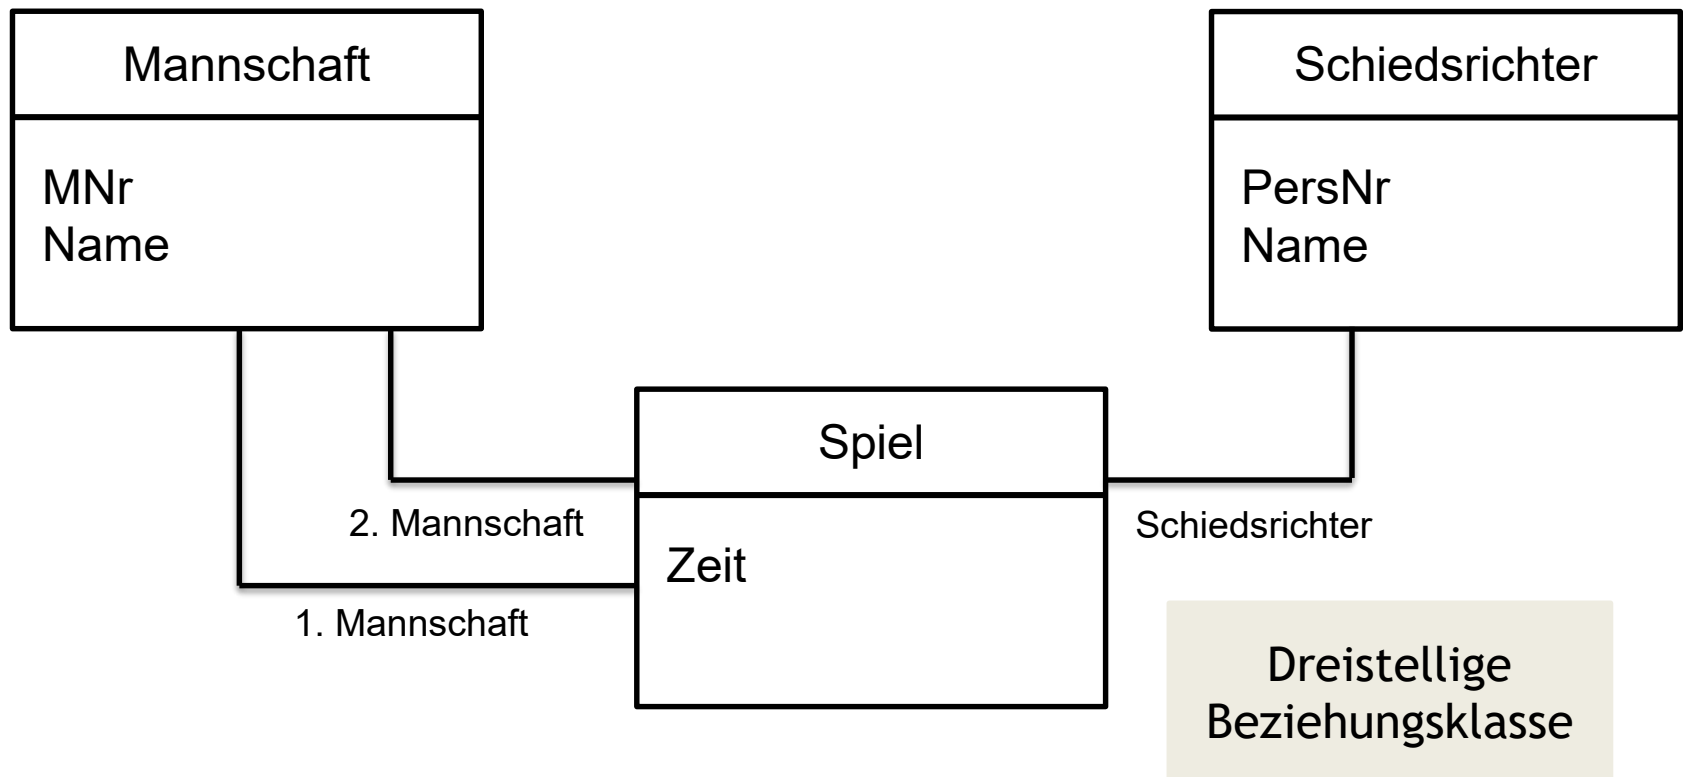 Mannschaft
MNr
Name
Schiedsrichter
PersNr
Name
Spiel
Zeit
2. Mannschaft
1. Mannschaft
Schiedsrichter
Dreistellige
Beziehungsklasse